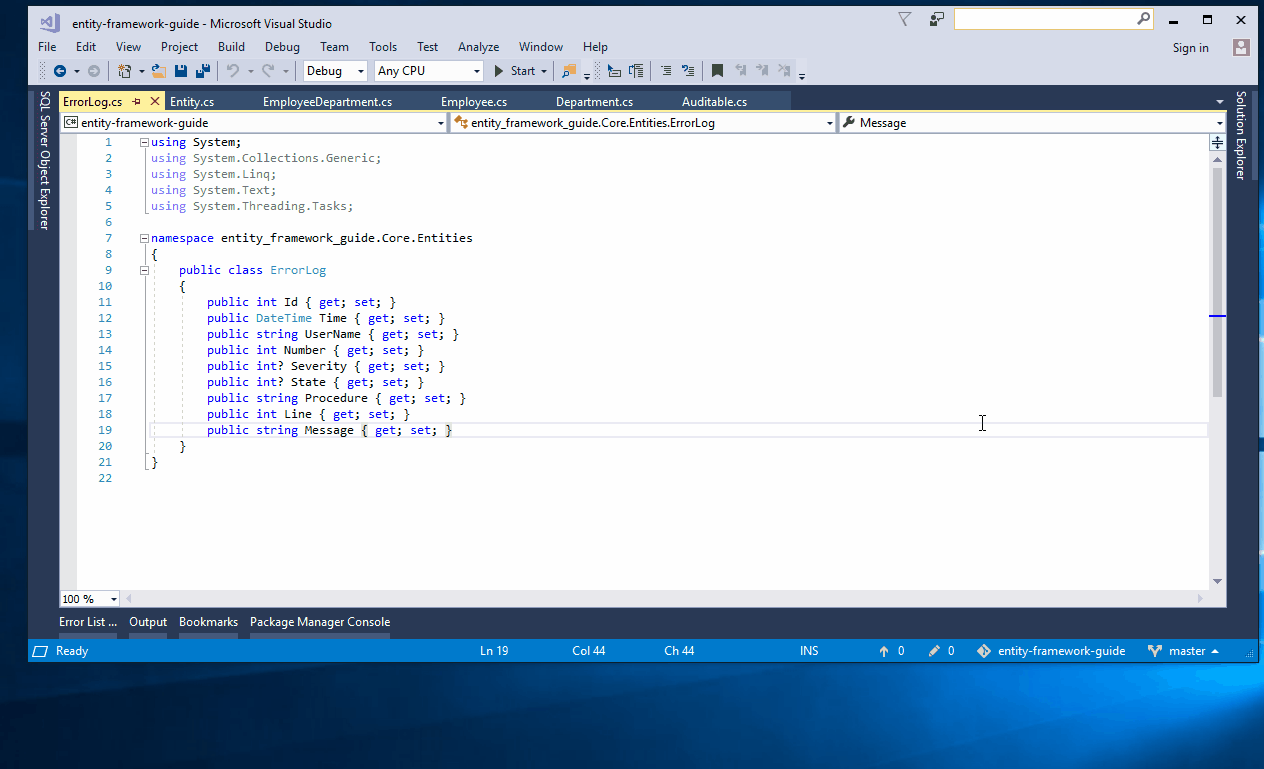 entity-framework-guide - Microsoft Visual Studio
File Edit View Project Build Debug Team Tools Test Analyze Window Help Sign in
Debug Any CPU Start
SQL Server Object Explorer
ErrorLog.cs Entity.cs EmployeeDepartment.cs Employee.cs Department.cs Auditable.cs
Solution Explorer
C# entity-framework-guide entity_framework_guide.Core.Entities.ErrorLog Message
1 using System;
2 using System.Collections.Generic;
3 using System.Linq;
4 using System.Text;
5 using System.Threading.Tasks;
6
7 namespace entity_framework_guide.Core.Entities
8 {
9 public class ErrorLog
10 {
11 public int Id { get; set; }
12 public DateTime Time { get; set; }
13 public string UserName { get; set; }
14 public int Number { get; set; }
15 public int? Severity { get; set; }
16 public int? State { get; set; }
17 public string Procedure { get; set; }
18 public int Line { get; set; }
19 public string Message { get; set; }
20 }
21 }
22
100 %
Error List ... Output Bookmarks Package Manager Console
Ready Ln 19 Col 44 Ch 44 INS 0 0 entity-framework-guide master